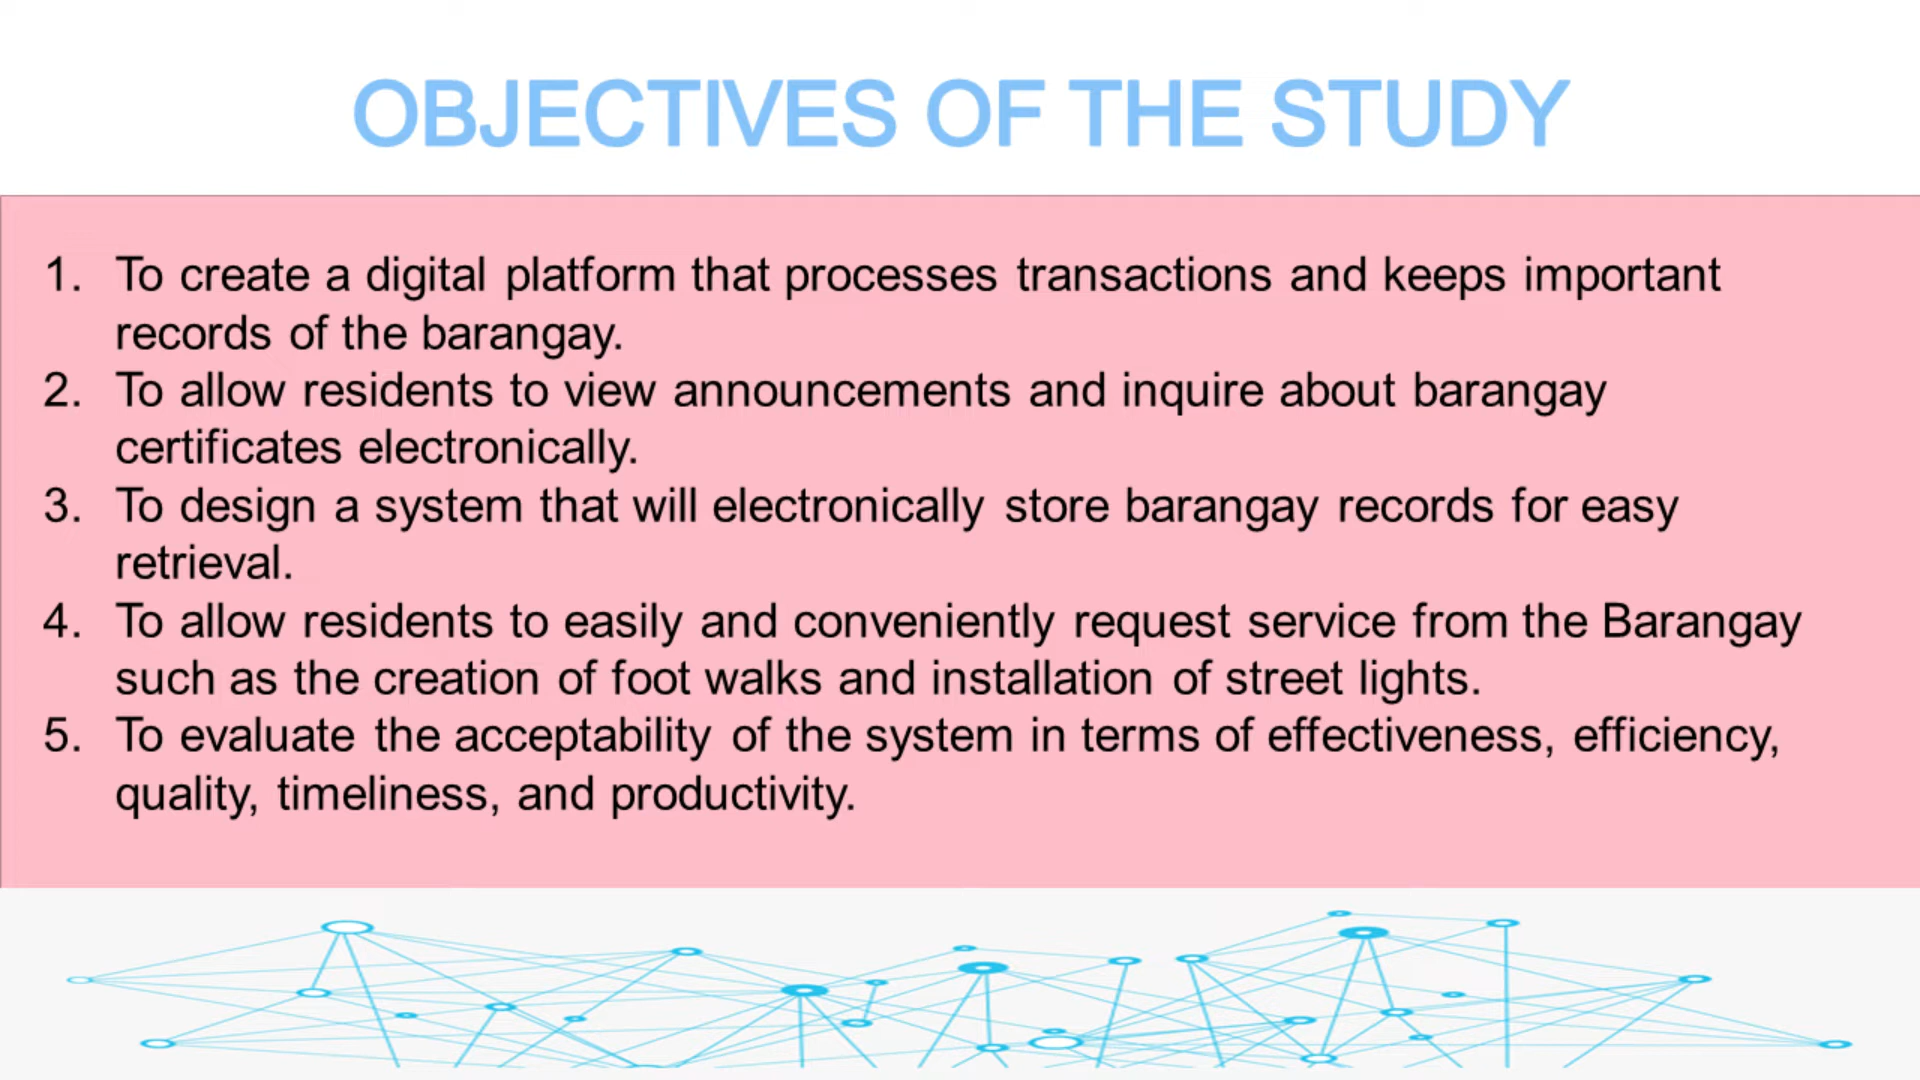 OBJECTIVES OF THE STUDY
1. To create a digital platform that processes transactions and keeps important
records of the barangay.
2. To allow residents to view announcements and inquire about barangay
certificates electronically.
3. To design a system that will electronically store barangay records for easy
retrieval.
4. To allow residents to easily and conveniently request service from the Barangay
such as the creation of foot walks and installation of street lights.
5. To evaluate the acceptability of the system in terms of effectiveness, efficiency,
quality, timeliness, and productivity.